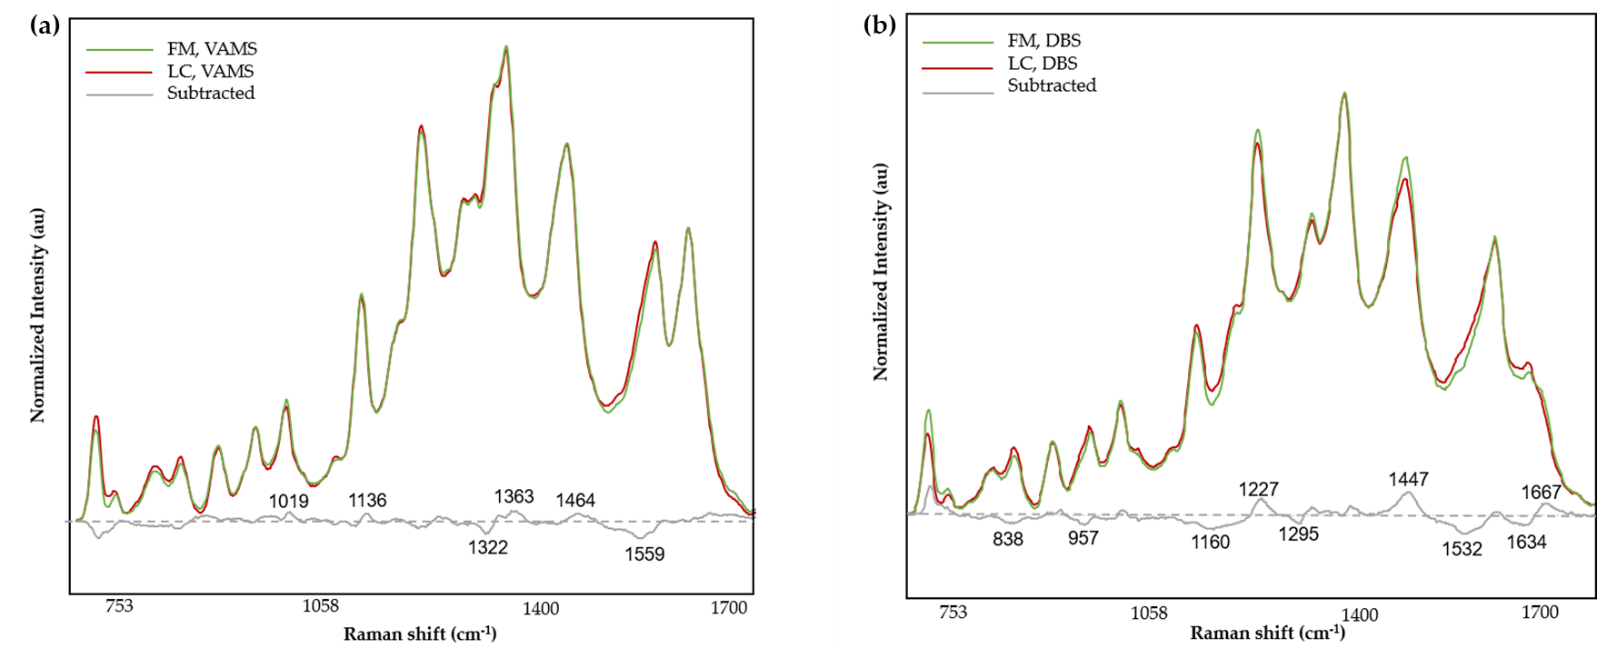 (a)
FM, VAMS
LC, VAMS
Subtracted
Normalized Intensity (au)
1019
1136
1363
1464
1322
1559
753
1058
1400
1700
Raman shift (cm-1)
(b)
FM, DBS
LC, DBS
Subtracted
Normalized Intensity (au)
1227
1447
1667
838
957
1160
1295
1532
1634
753
1058
1400
1700
Raman shift (cm-1)